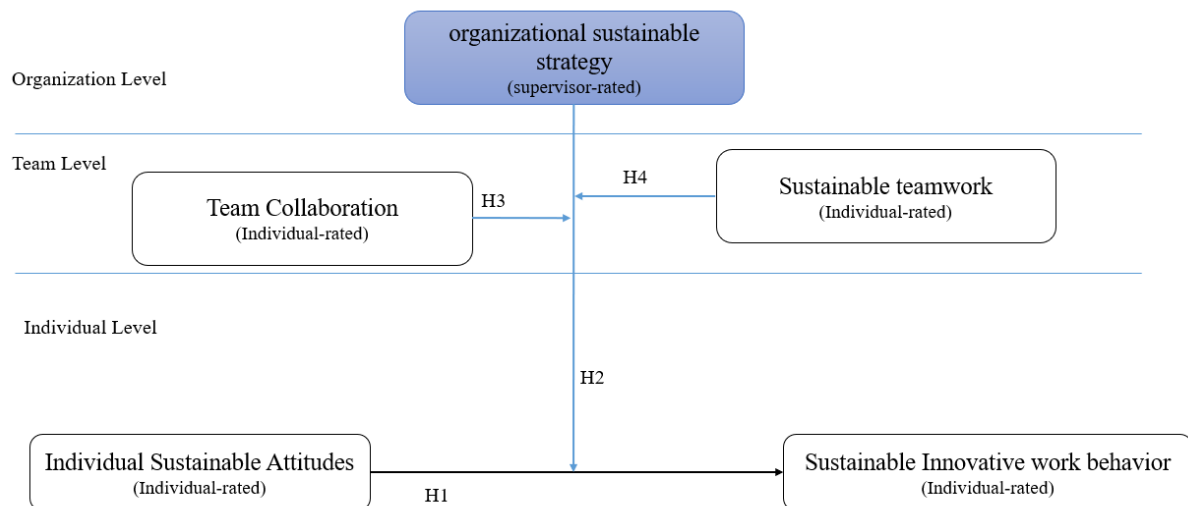 organizational sustainable
strategy
(supervisor-rated)
Organization Level
Team Level
H4
Sustainable teamwork
(Individual-rated)
H3
Team Collaboration
(Individual-rated)
Individual Level
H2
Individual Sustainable Attitudes
(Individual-rated)
Sustainable Innovative work behavior
(Individual-rated)
H1